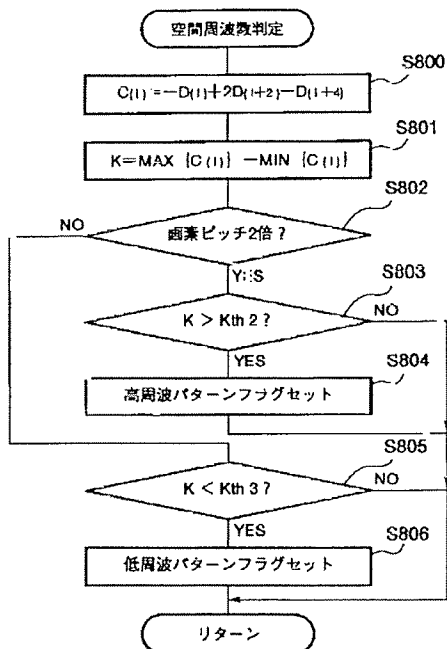 空間周波数判定
S800
C(i)=-D(i)+2D(i+2)-D(i+4)
S801
K=MAX{C(i)}-MIN{C(i)}
S802
NO
画素ピッチ2倍?
YES
S803
NO
K > Kth 2?
YES
S804
高周波パターンフラグセット
S805
NO
K < Kth 3?
YES
S806
低周波パターンフラグセット
リターン